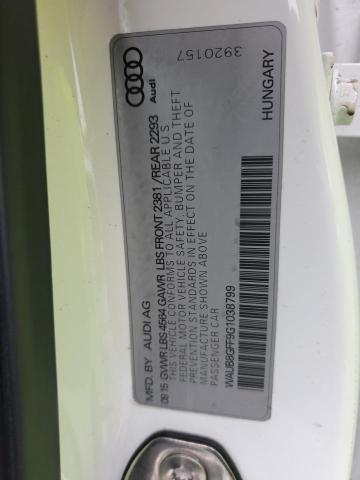 MFD. BY AUDI AG
09.15 GVWR LBS 4564 GAWR LBS FRONT 2381 / REAR 2293
THIS VEHICLE CONFORMS TO ALL APPLICABLE U S
FEDERAL MOTOR VEHICLE SAFETY, BUMPER AND THEFT
PREVENTION STANDARDS IN EFFECT ON THE DATE OF
MANUFACTURE SHOWN ABOVE
PASSENGER CAR
WAUB8GFF9G1038799
HUNGARY
Audi
3920157